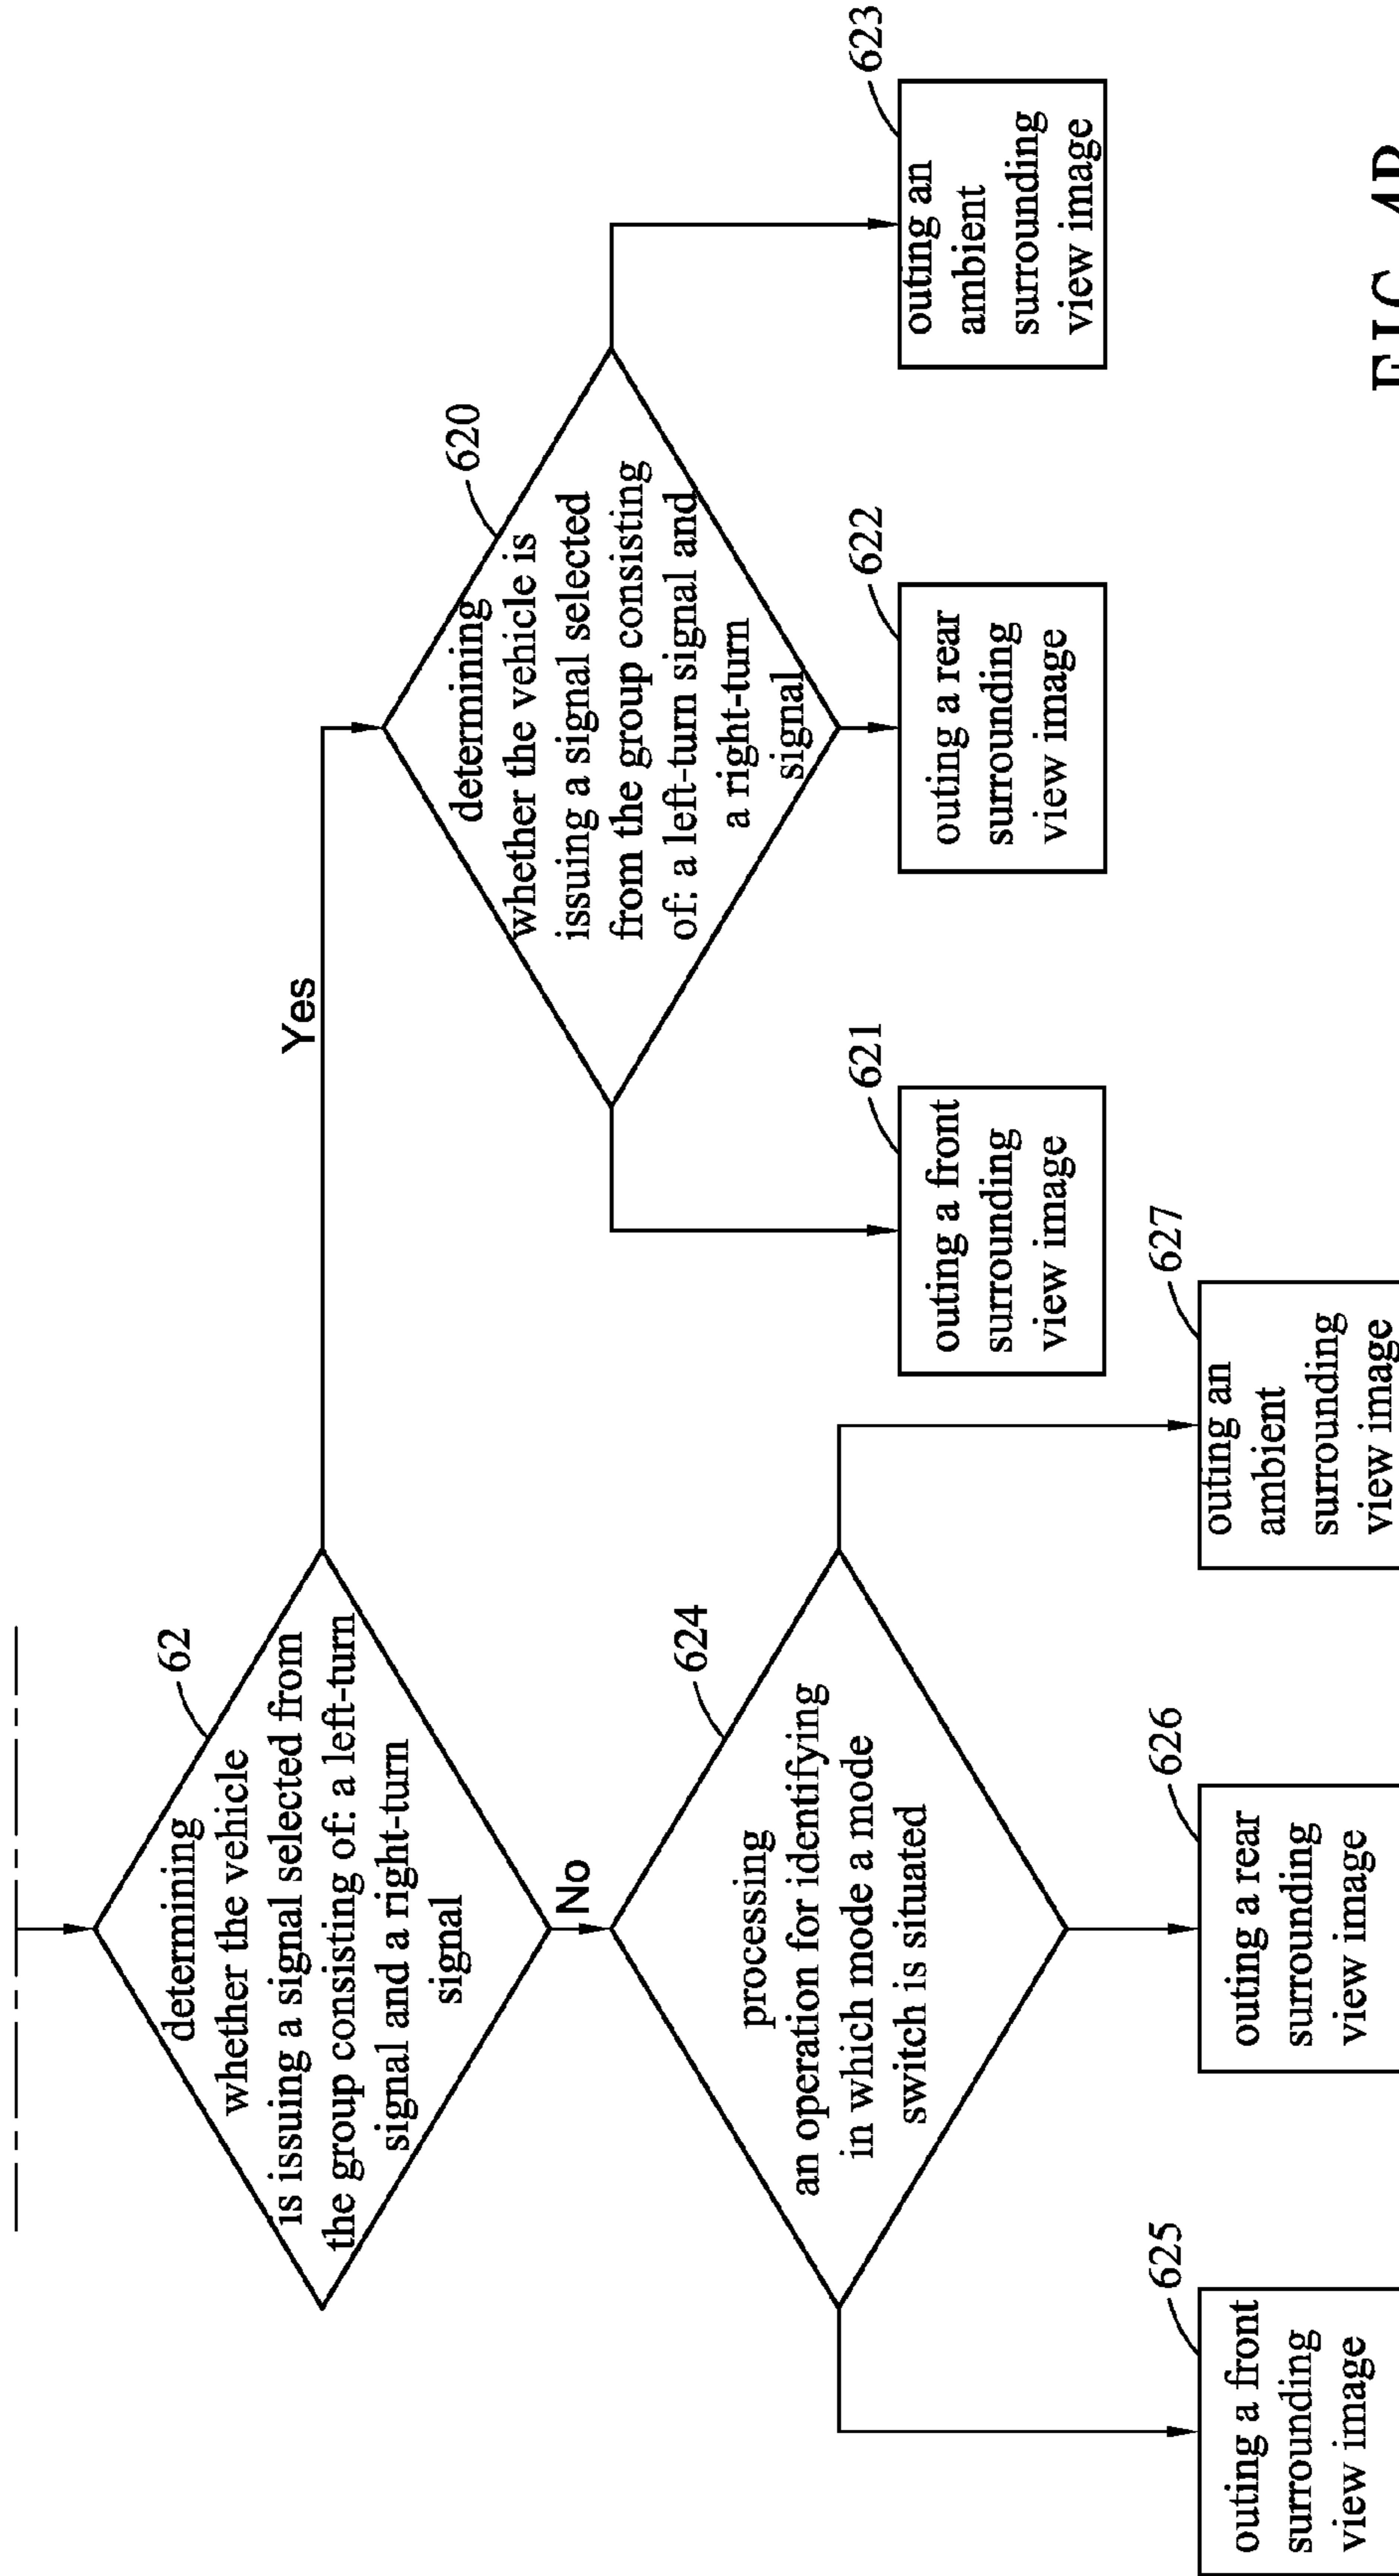 62
determining
whether the vehicle
is issuing a signal selected from
the group consisting of: a left-turn
signal and a right-turn
signal
Yes
No
620
determining
whether the vehicle is
issuing a signal selected
from the group consisting
of: a left-turn signal and
a right-turn
signal
621
outing a front
surrounding
view image
622
outing a rear
surrounding
view image
623
outing an
ambient
surrounding
view image
624
processing
an operation for identifying
in which mode a mode
switch is situated
625
outing a front
surrounding
view image
626
outing a rear
surrounding
view image
627
outing an
ambient
surrounding
view image